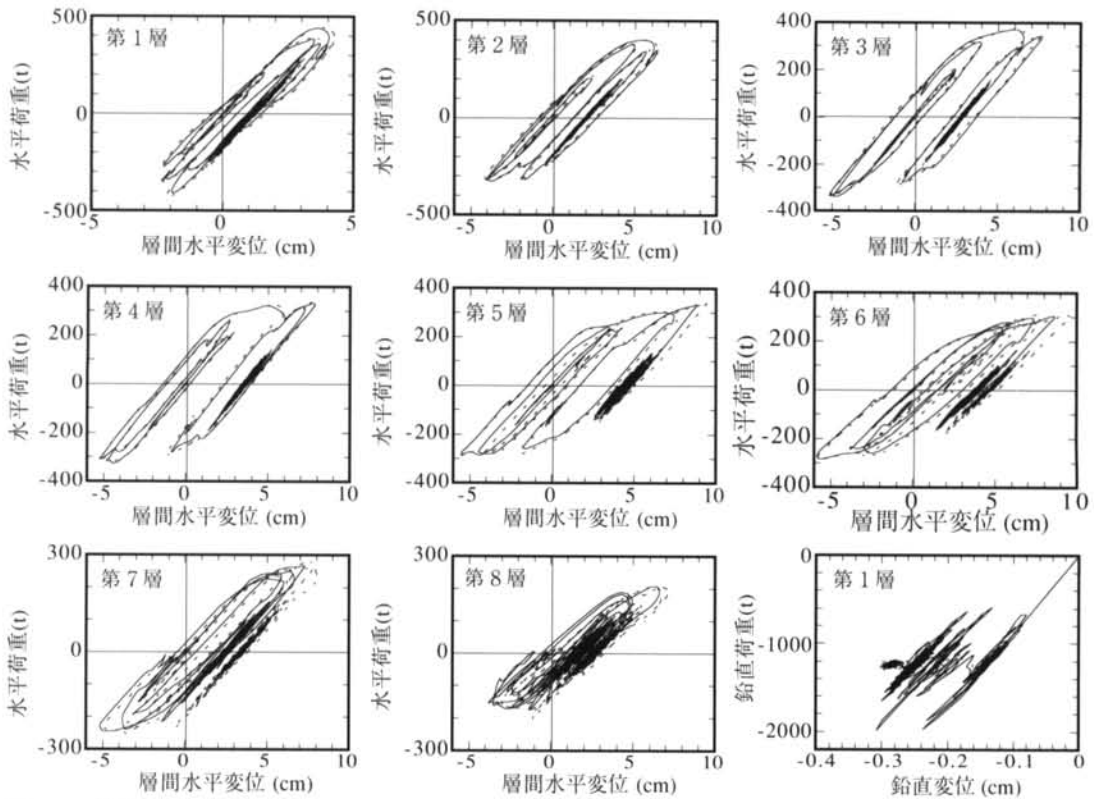 500
0
-500
水平荷重(t)
第1層
-5
0
5
層間水平変位 (cm)
500
0
-500
水平荷重(t)
第2層
-5
0
5
10
層間水平変位 (cm)
400
200
0
-200
-400
水平荷重(t)
第3層
-5
0
5
10
層間水平変位 (cm)
400
200
0
-200
-400
水平荷重(t)
第4層
-5
0
5
10
層間水平変位 (cm)
400
200
0
-200
-400
水平荷重(t)
第5層
-5
0
5
10
層間水平変位 (cm)
400
200
0
-200
-400
水平荷重(t)
第6層
-5
0
5
10
層間水平変位 (cm)
300
0
-300
水平荷重(t)
第7層
-5
0
5
10
層間水平変位 (cm)
300
0
-300
水平荷重(t)
第8層
-5
0
5
10
層間水平変位 (cm)
0
-1000
-2000
鉛直荷重(t)
第1層
-0.4
-0.3
-0.2
-0.1
0
鉛直変位 (cm)